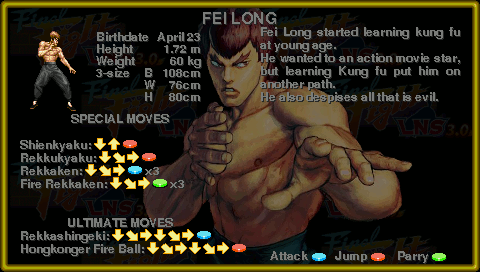 FEI LONG
Birthdate April 23
Height 1.72 m
Weight 60 kg
3-size B 108cm
W 76cm
H 80cm
Fei Long started learning kung fu
at young age.
He wanted to an action movie star,
but learning Kung fu put him on
another path.
He also despises all that is evil.
SPECIAL MOVES
Shienkyaku:
Rekkukyaku:
Rekkaken: x3
Fire Rekkaken: x3
ULTIMATE MOVES
Rekkashingeki:
Hongkonger Fire Ball:
Attack Jump Parry